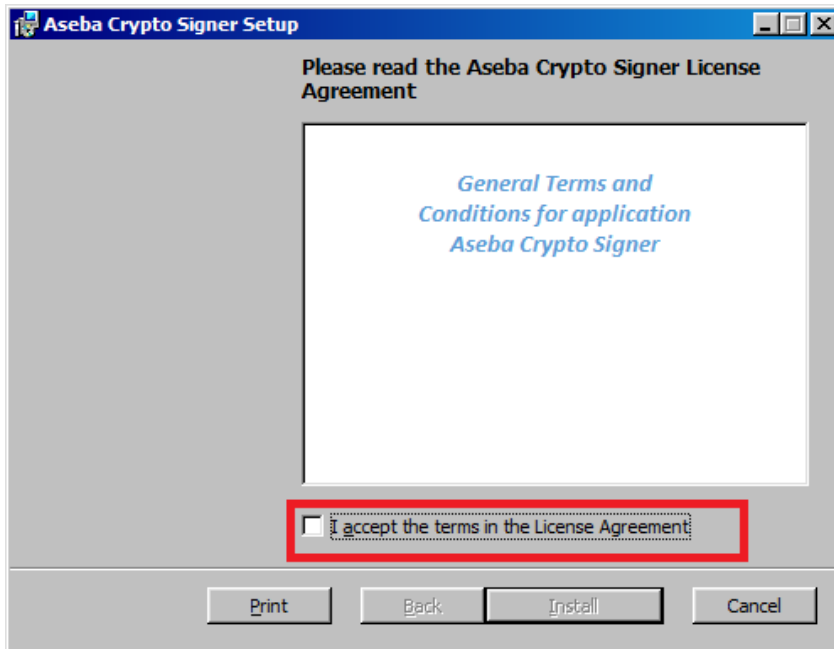 Aseba Crypto Signer Setup
Please read the Aseba Crypto Signer License
Agreement
General Terms and
Conditions for application
Aseba Crypto Signer
I accept the terms in the License Agreement
Print
Back
Install
Cancel